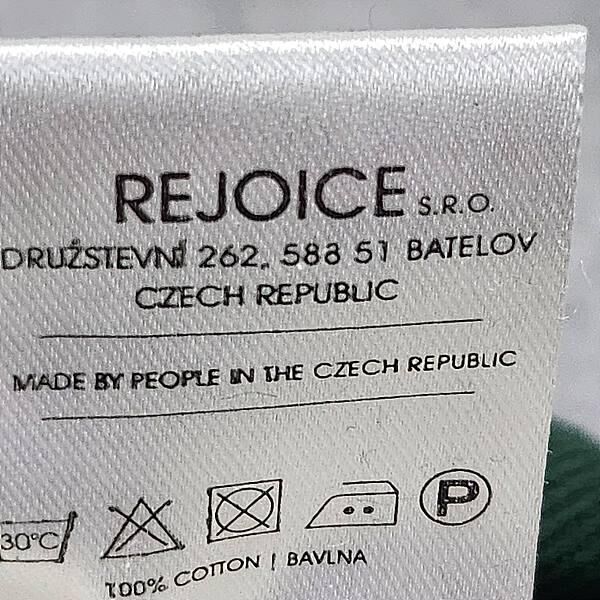 REJOICE S.R.O.
DRUŽSTEVNÍ 262, 588 51 BATELOV
CZECH REPUBLIC
MADE BY PEOPLE IN THE CZECH REPUBLIC
30°C P
100% COTTON | BAVLNA